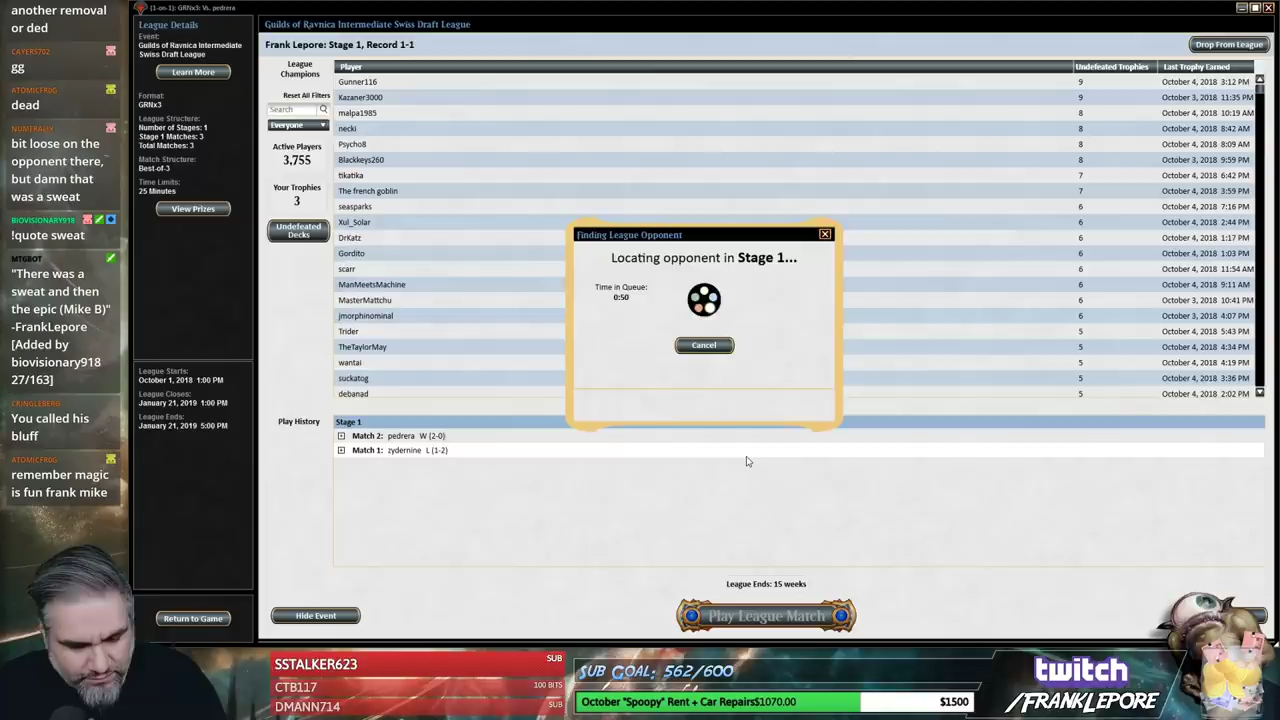 another removal
or ded
CAYERS702
gg
ATOMICFR0G
dead
NUMERALIX
bit loose on the
opponent there,
but damn that
was a sweat
BIOVISIONARY918
!quote sweat
MTGBOT
"There was a
sweat and then
the epic (Mike B)"
-FrankLepore
[Added by
biovisionary918
27/163]
CRINGLEBERG
You called his
bluff
ATOMICFR0G
remember magic
is fun frank mike
(1-on-1): GRNx3: Vs. pedrera
League Details
Event:
Guilds of Ravnica Intermediate
Swiss Draft League
Learn More
Format:
GRNx3
League Structure:
Number of Stages: 1
Stage 1 Matches: 3
Total Matches: 3
Match Structure:
Best-of-3
Time Limits:
25 Minutes
View Prizes
League Starts:
October 1, 2018 1:00 PM
League Closes:
January 21, 2019 1:00 PM
League Ends:
January 21, 2019 5:00 PM
Return to Game
Guilds of Ravnica Intermediate Swiss Draft League
Frank Lepore: Stage 1, Record 1-1
Drop From League
League
Champions
Reset All Filters
Search
Everyone
Active Players
3,755
Your Trophies
3
Undefeated
Decks
Player Undefeated Trophies Last Trophy Earned
Gunner116 9 October 4, 2018 3:12 PM
Kazaner3000 9 October 3, 2018 11:35 PM
malpa1985 8 October 4, 2018 10:19 AM
necki 8 October 4, 2018 8:42 AM
Psycho8 8 October 4, 2018 8:09 AM
Blackkeys260 8 October 3, 2018 9:59 PM
tikatika 7 October 4, 2018 6:42 PM
The french goblin 7 October 4, 2018 3:59 PM
seasparks 6 October 4, 2018 7:16 PM
Xul_Solar 6 October 4, 2018 2:44 PM
DrKatz 6 October 4, 2018 1:17 PM
Gordito 6 October 4, 2018 1:03 PM
scarr 6 October 4, 2018 11:54 AM
ManMeetsMachine 6 October 4, 2018 9:11 AM
MasterMattchu 6 October 3, 2018 10:41 PM
jmorphinominal 6 October 3, 2018 4:07 PM
Trider 5 October 4, 2018 5:43 PM
TheTaylorMay 5 October 4, 2018 4:34 PM
wantai 5 October 4, 2018 4:19 PM
suckatog 5 October 4, 2018 3:36 PM
debanad 5 October 4, 2018 2:02 PM
Finding League Opponent
Locating opponent in Stage 1...
Time in Queue:
0:50
Cancel
Play History
Stage 1
Match 2: pedrera W (2-0)
Match 1: zydernine L (1-2)
League Ends: 15 weeks
Hide Event
Play League Match
SSTALKER623 SUB
CTB117 100 BITS
DMANN714 SUB
SUB GOAL: 562/600
October "Spoopy" Rent + Car Repairs $1070.00 $1500
twitch
/FRANKLEPORE